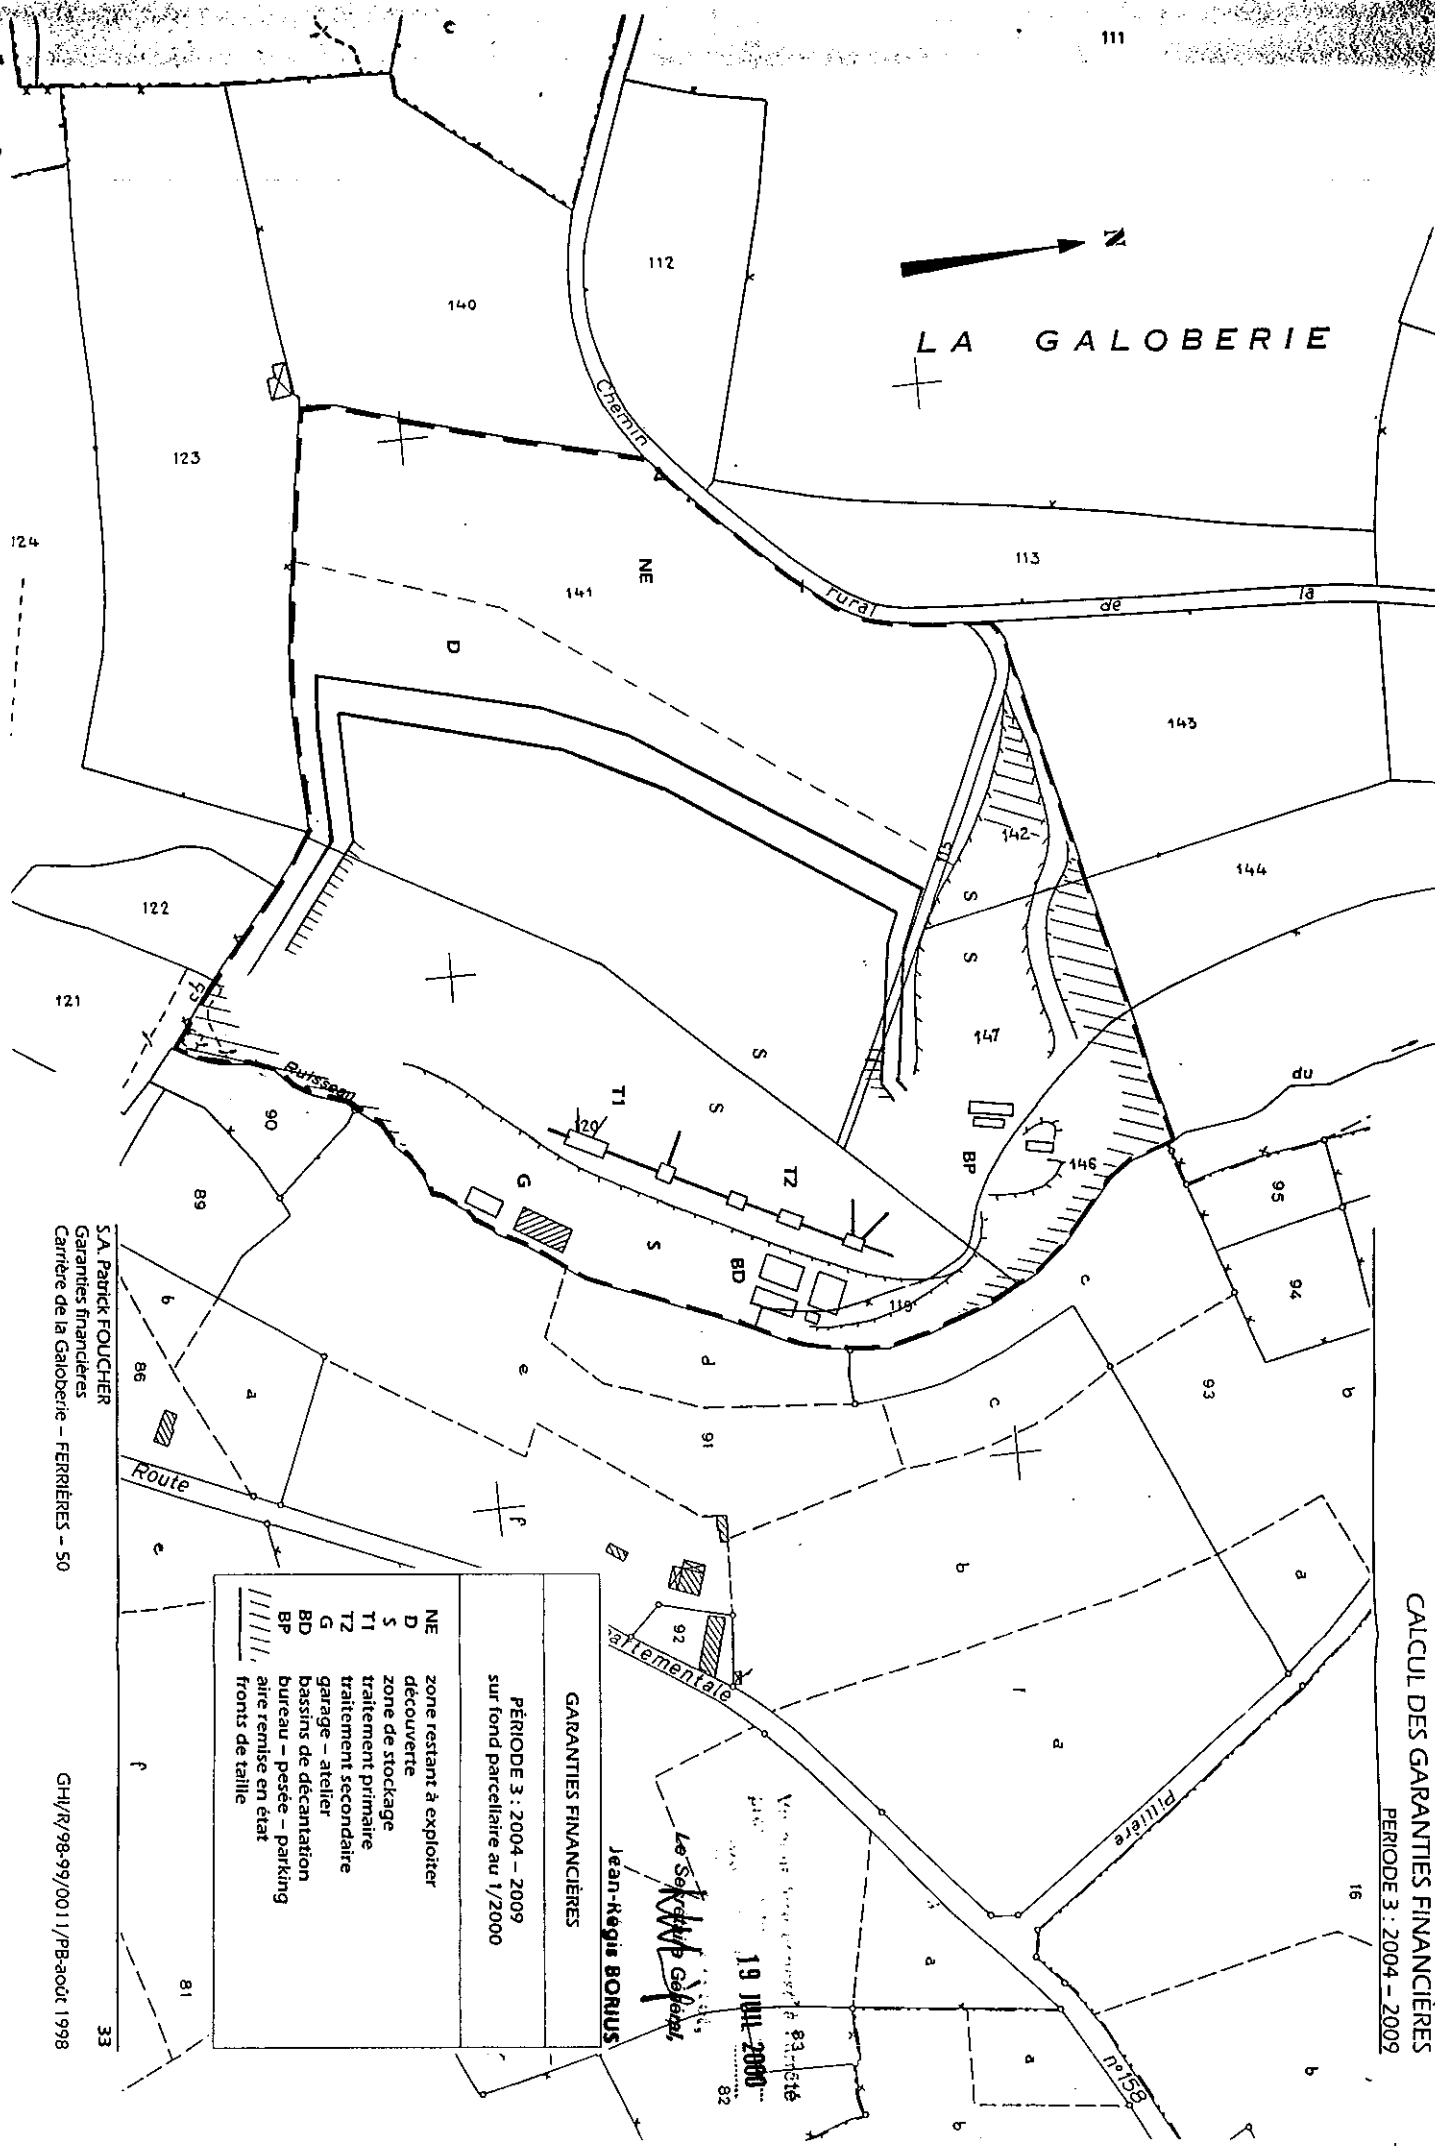 CALCUL DES GARANTIES FINANCIÈRES
PERIODE 3 : 2004 – 2009
111
c
N
LA GALOBERIE
112
140
Chemin
rural
de
la
123
124
113
NE
141
D
143
142
115
144
S
S
122
121
147
S
S
T1
120
T2
BP
146
Ruisseau
du
90
89
G
S
BD
119
c
95
94
93
b
b
86
a
e
d
91
c
Route
e
f
b
a
92
artementale
r
a
Pillière
16
b
f
81
83
82
a
a
b
n°158
GARANTIES FINANCIÈRES
PÉRIODE 3 : 2004 – 2009
sur fond parcellaire au 1/2000
NE zone restant à exploiter
D découverte
S zone de stockage
T1 traitement primaire
T2 traitement secondaire
G garage – atelier
BD bassins de décantation
BP bureau – pesée – parking
aire remise en état
fronts de taille
19 JUIL 2000
Le Secrétaire Général,
Jean-Régis BORIUS
S.A. Patrick FOUCHER
Garanties financières
Carrière de la Galoberie – FERRIÈRES – 50
33
GHI/R/98-99/0011/PB-août 1998